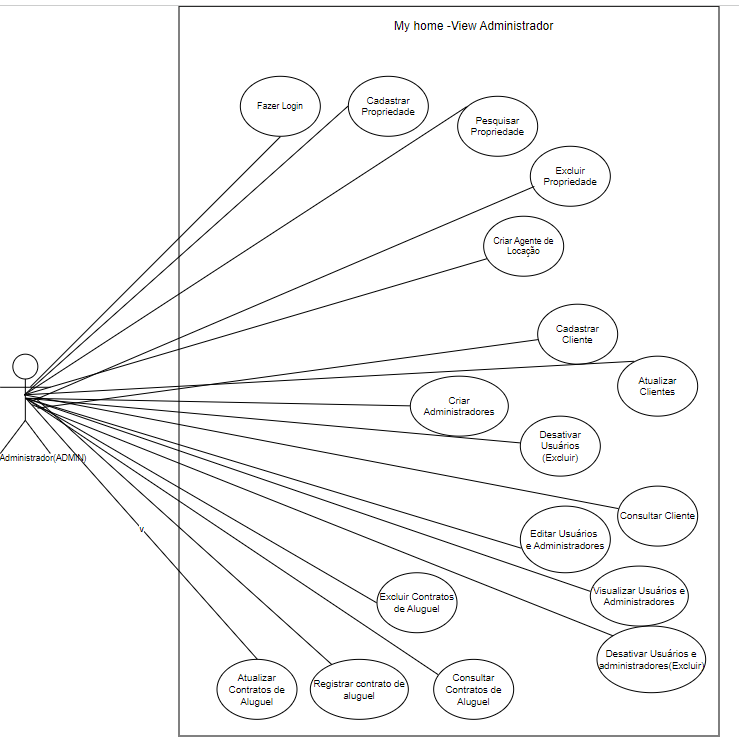 My home -View Administrador
Fazer Login
Cadastrar
Propriedade
Pesquisar
Propriedade
Excluir
Propriedade
Criar Agente de
Locação
Cadastrar
Cliente
Atualizar
Clientes
Criar
Administradores
Desativar
Usuários
(Excluir)
Administrador(ADMIN)
Consultar Cliente
v.
Editar Usuários
e Administradores
Visualizar Usuários e
Administradores
Excluir Contratos
de Aluguel
Desativar Usuários e
administradores(Excluir)
Atualizar
Contratos de
Aluguel
Registrar contrato de
aluguel
Consultar
Contratos de
Aluguel